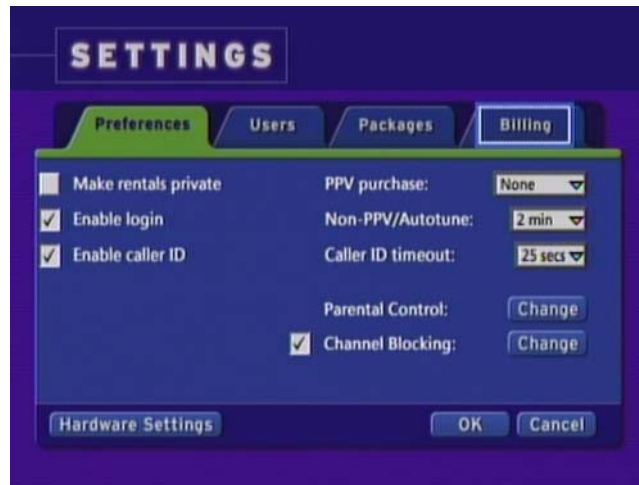 SETTINGS
Preferences Users Packages Billing
Make rentals private PPV purchase: None
Enable login Non-PPV/Autotune: 2 min
Enable caller ID Caller ID timeout: 25 secs
Parental Control: Change
Channel Blocking: Change
Hardware Settings OK Cancel